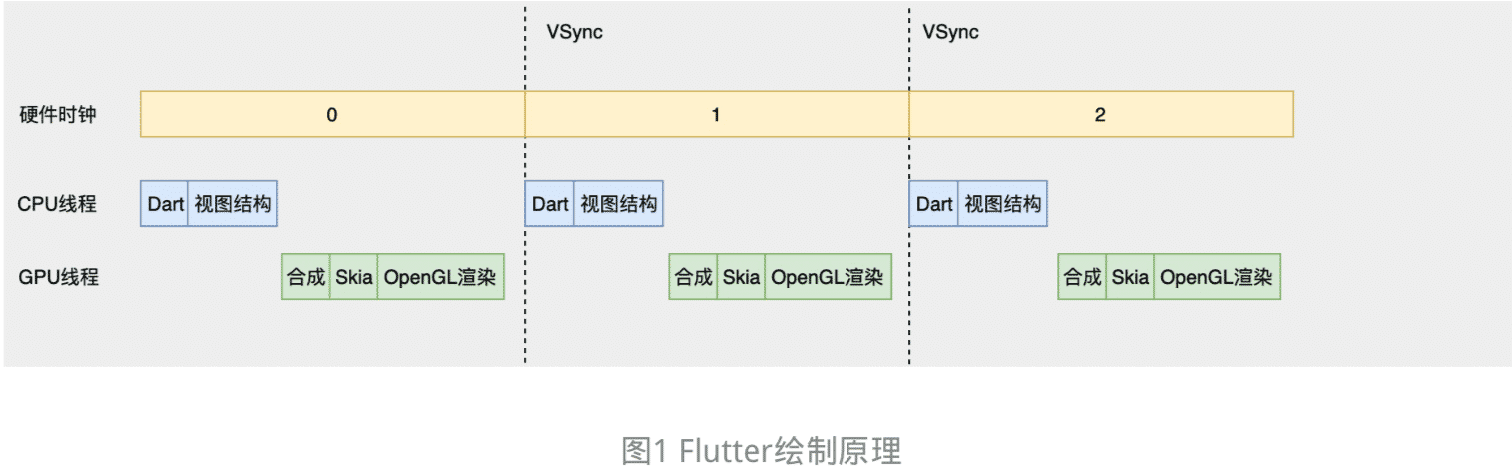 VSync VSync
硬件时钟 0 1 2
CPU线程 Dart 视图结构 Dart 视图结构 Dart 视图结构
GPU线程 合成 Skia OpenGL渲染 合成 Skia OpenGL渲染 合成 Skia OpenGL渲染
图1 Flutter绘制原理